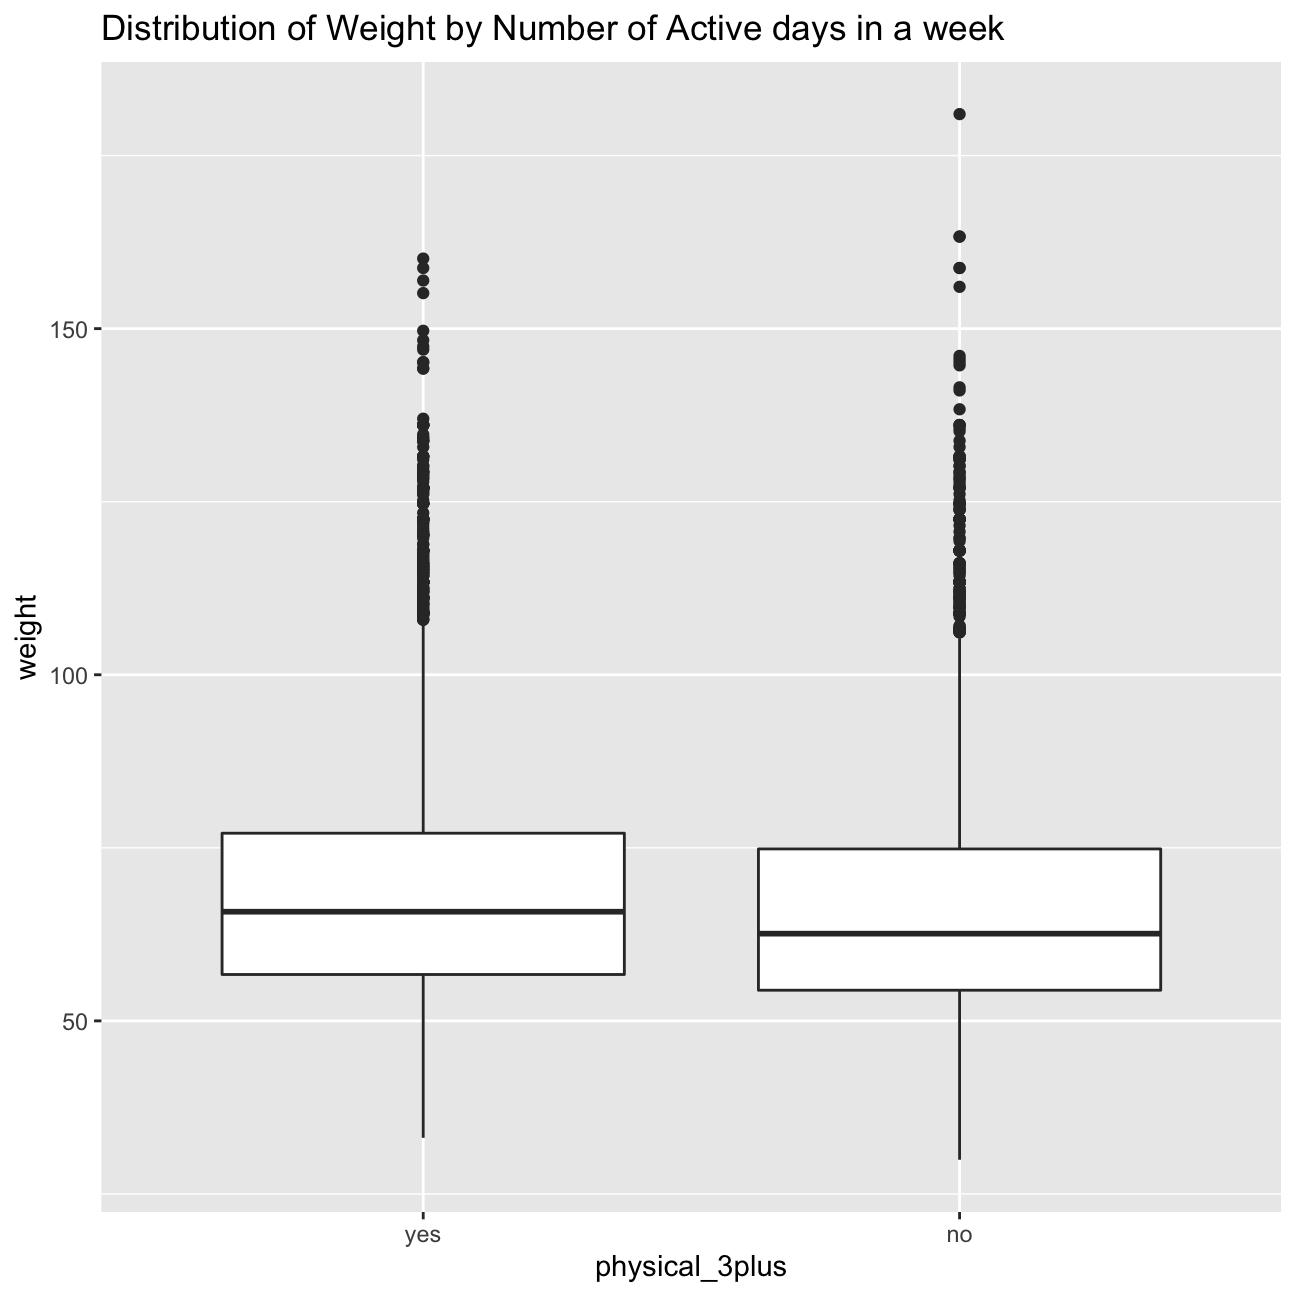 Distribution of Weight by Number of Active days in a week
weight
150
100
50
yes
no
physical_3plus